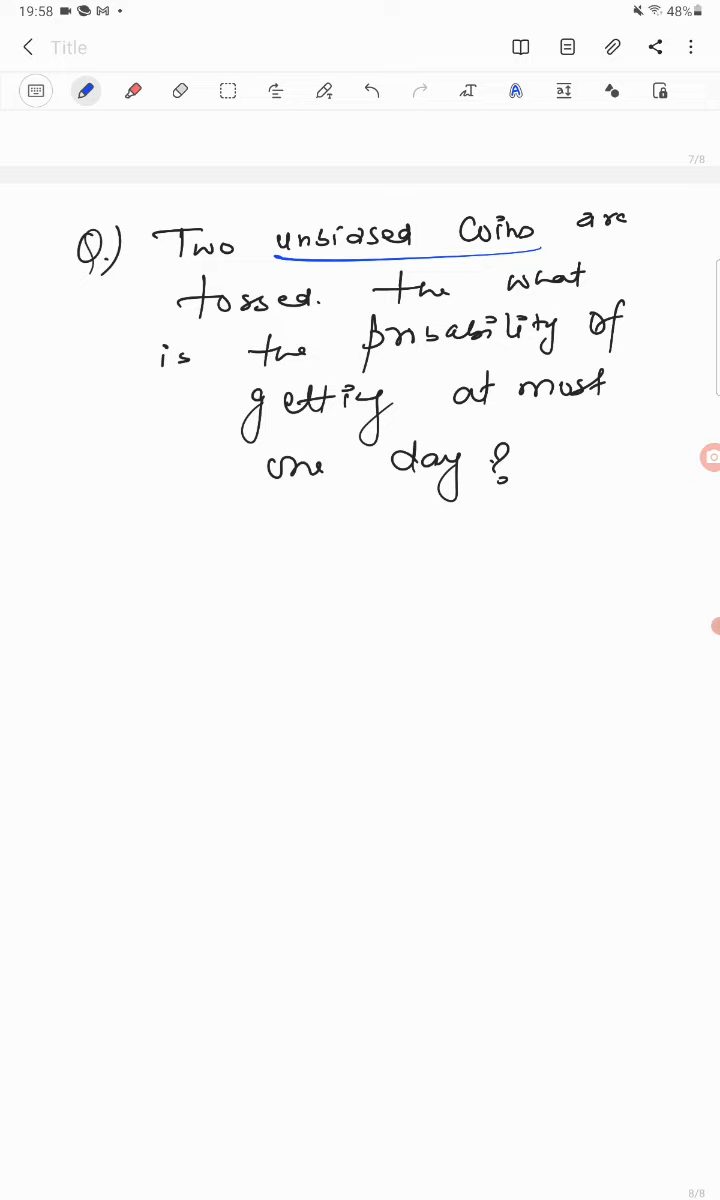 19:58
48%
Title
7/8
Q.) Two unbiased Coins are
tossed. the what
is the probability of
getting at most
one day ?
8/8